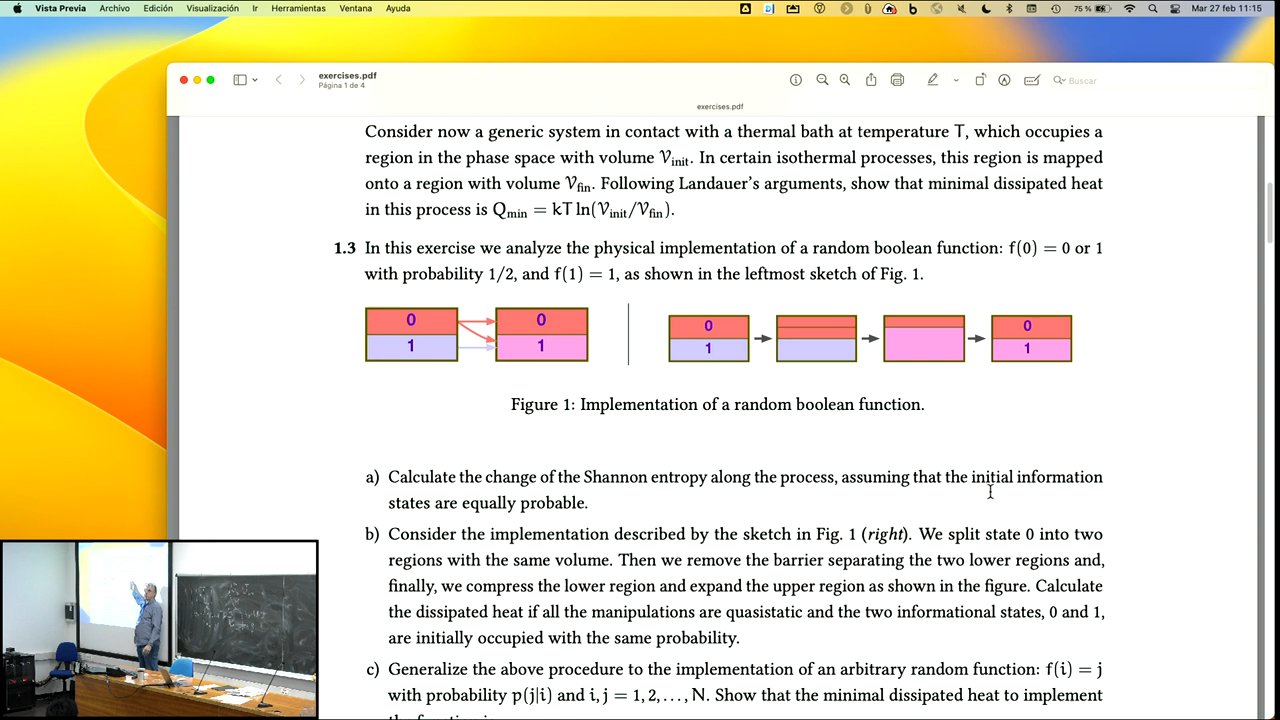 Vista Previa Archivo Edición Visualización Ir Herramientas Ventana Ayuda 75 % Mar 27 feb 11:15
exercises.pdf
Página 1 de 4
Buscar
exercises.pdf
Consider now a generic system in contact with a thermal bath at temperature T, which occupies a
region in the phase space with volume 𝒱init. In certain isothermal processes, this region is mapped
onto a region with volume 𝒱fin. Following Landauer's arguments, show that minimal dissipated heat
in this process is Qmin = kT ln(𝒱init/𝒱fin).
1.3 In this exercise we analyze the physical implementation of a random boolean function: f(0) = 0 or 1
with probability 1/2, and f(1) = 1, as shown in the leftmost sketch of Fig. 1.
0 0 0 0
1 1 1 1
Figure 1: Implementation of a random boolean function.
a) Calculate the change of the Shannon entropy along the process, assuming that the initial information
states are equally probable.
b) Consider the implementation described by the sketch in Fig. 1 (right). We split state 0 into two
regions with the same volume. Then we remove the barrier separating the two lower regions and,
finally, we compress the lower region and expand the upper region as shown in the figure. Calculate
the dissipated heat if all the manipulations are quasistatic and the two informational states, 0 and 1,
are initially occupied with the same probability.
c) Generalize the above procedure to the implementation of an arbitrary random function: f(i) = j
with probability p(j|i) and i, j = 1, 2, . . . , N. Show that the minimal dissipated heat to implement